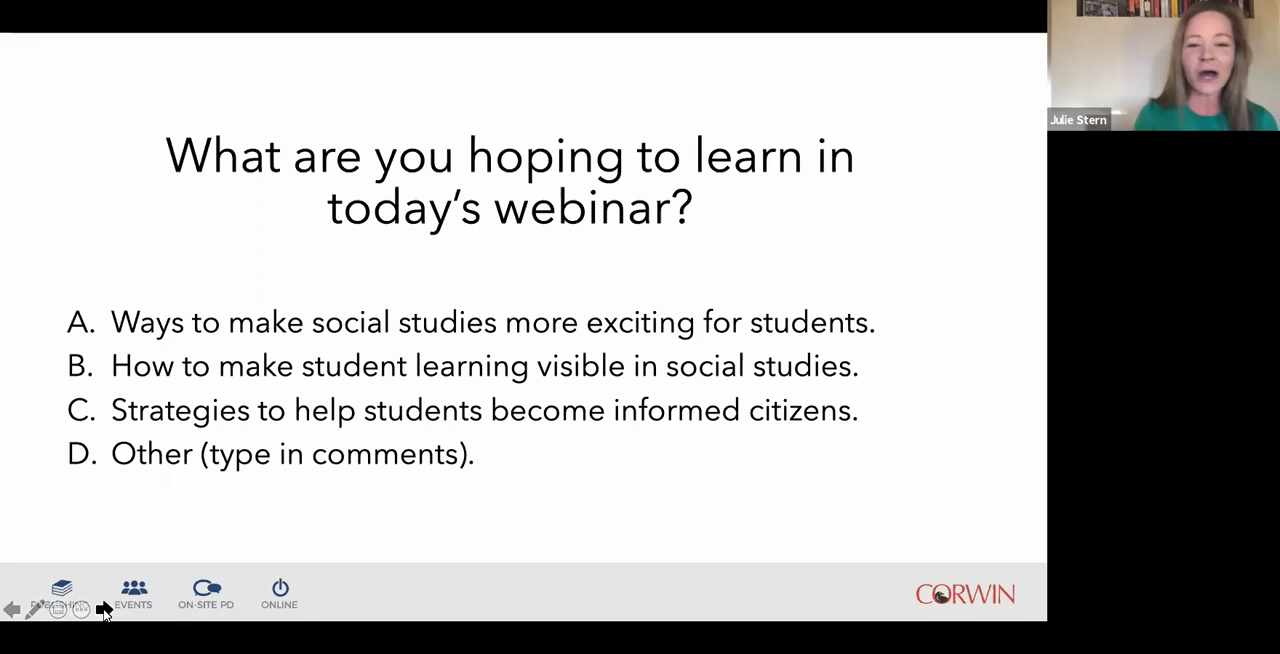 What are you hoping to learn in
today's webinar?
A. Ways to make social studies more exciting for students.
B. How to make student learning visible in social studies.
C. Strategies to help students become informed citizens.
D. Other (type in comments).
Julie Stern
PUBLISHING
EVENTS
ON-SITE PD
ONLINE
CORWIN